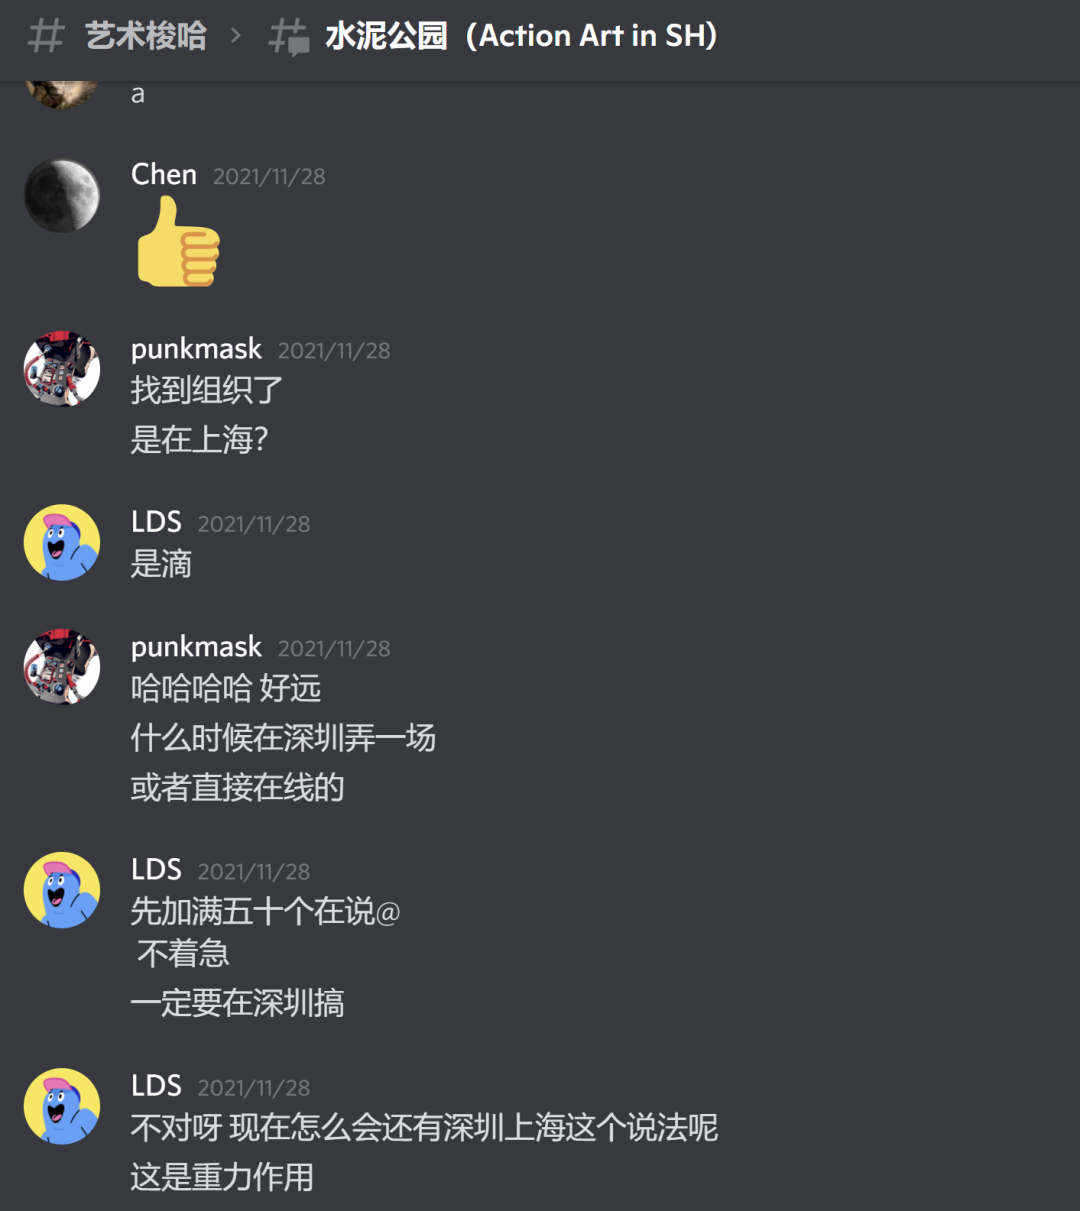 艺术梭哈 > 水泥公园（Action Art in SH）
a
Chen 2021/11/28
punkmask 2021/11/28
找到组织了
是在上海?
LDS 2021/11/28
是滴
punkmask 2021/11/28
哈哈哈哈 好远
什么时候在深圳弄一场
或者直接在线的
LDS 2021/11/28
先加满五十个在说@
不着急
一定要在深圳搞
LDS 2021/11/28
不对呀 现在怎么会还有深圳上海这个说法呢
这是重力作用